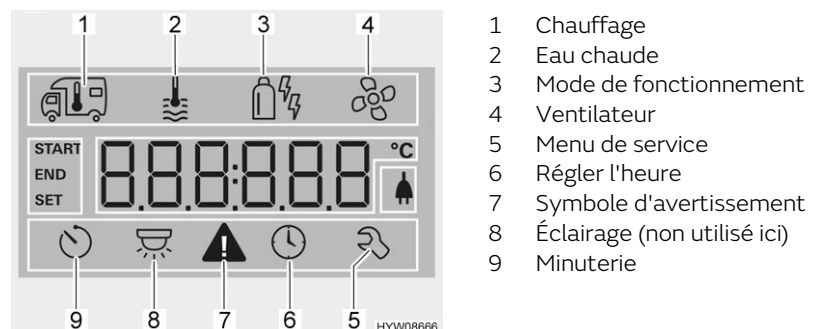 1 2 3 4
START
END
SET
888:888 °C
9 8 7 6 5
HYW08666
1 Chauffage
2 Eau chaude
3 Mode de fonctionnement
4 Ventilateur
5 Menu de service
6 Régler l'heure
7 Symbole d'avertissement
8 Éclairage (non utilisé ici)
9 Minuterie